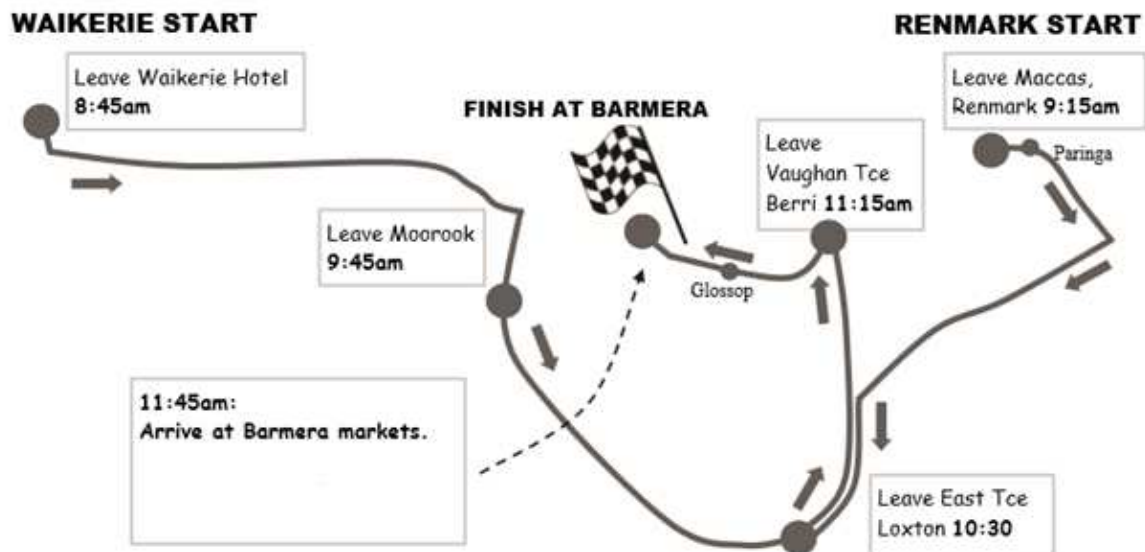 WAIKERIE START
RENMARK START
Leave Waikerie Hotel
8:45am
FINISH AT BARMERA
Leave
Vaughan Tce
Berri 11:15am
Leave Maccas,
Renmark 9:15am
Paringa
Leave Moorook
9:45am
Glossop
11:45am:
Arrive at Barmera markets.
Leave East Tce
Loxton 10:30